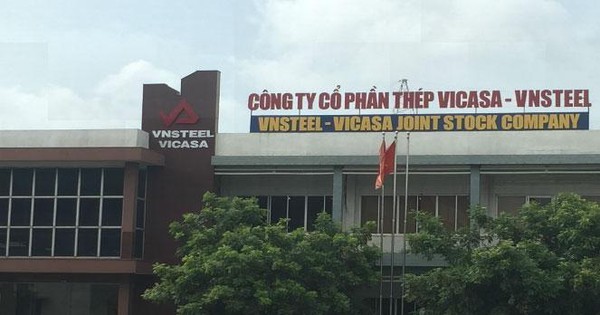 VNSTEEL
VICASA
CÔNG TY CỔ PHẦN THÉP VICASA - VNSTEEL
VNSTEEL - VICASA JOINT STOCK COMPANY